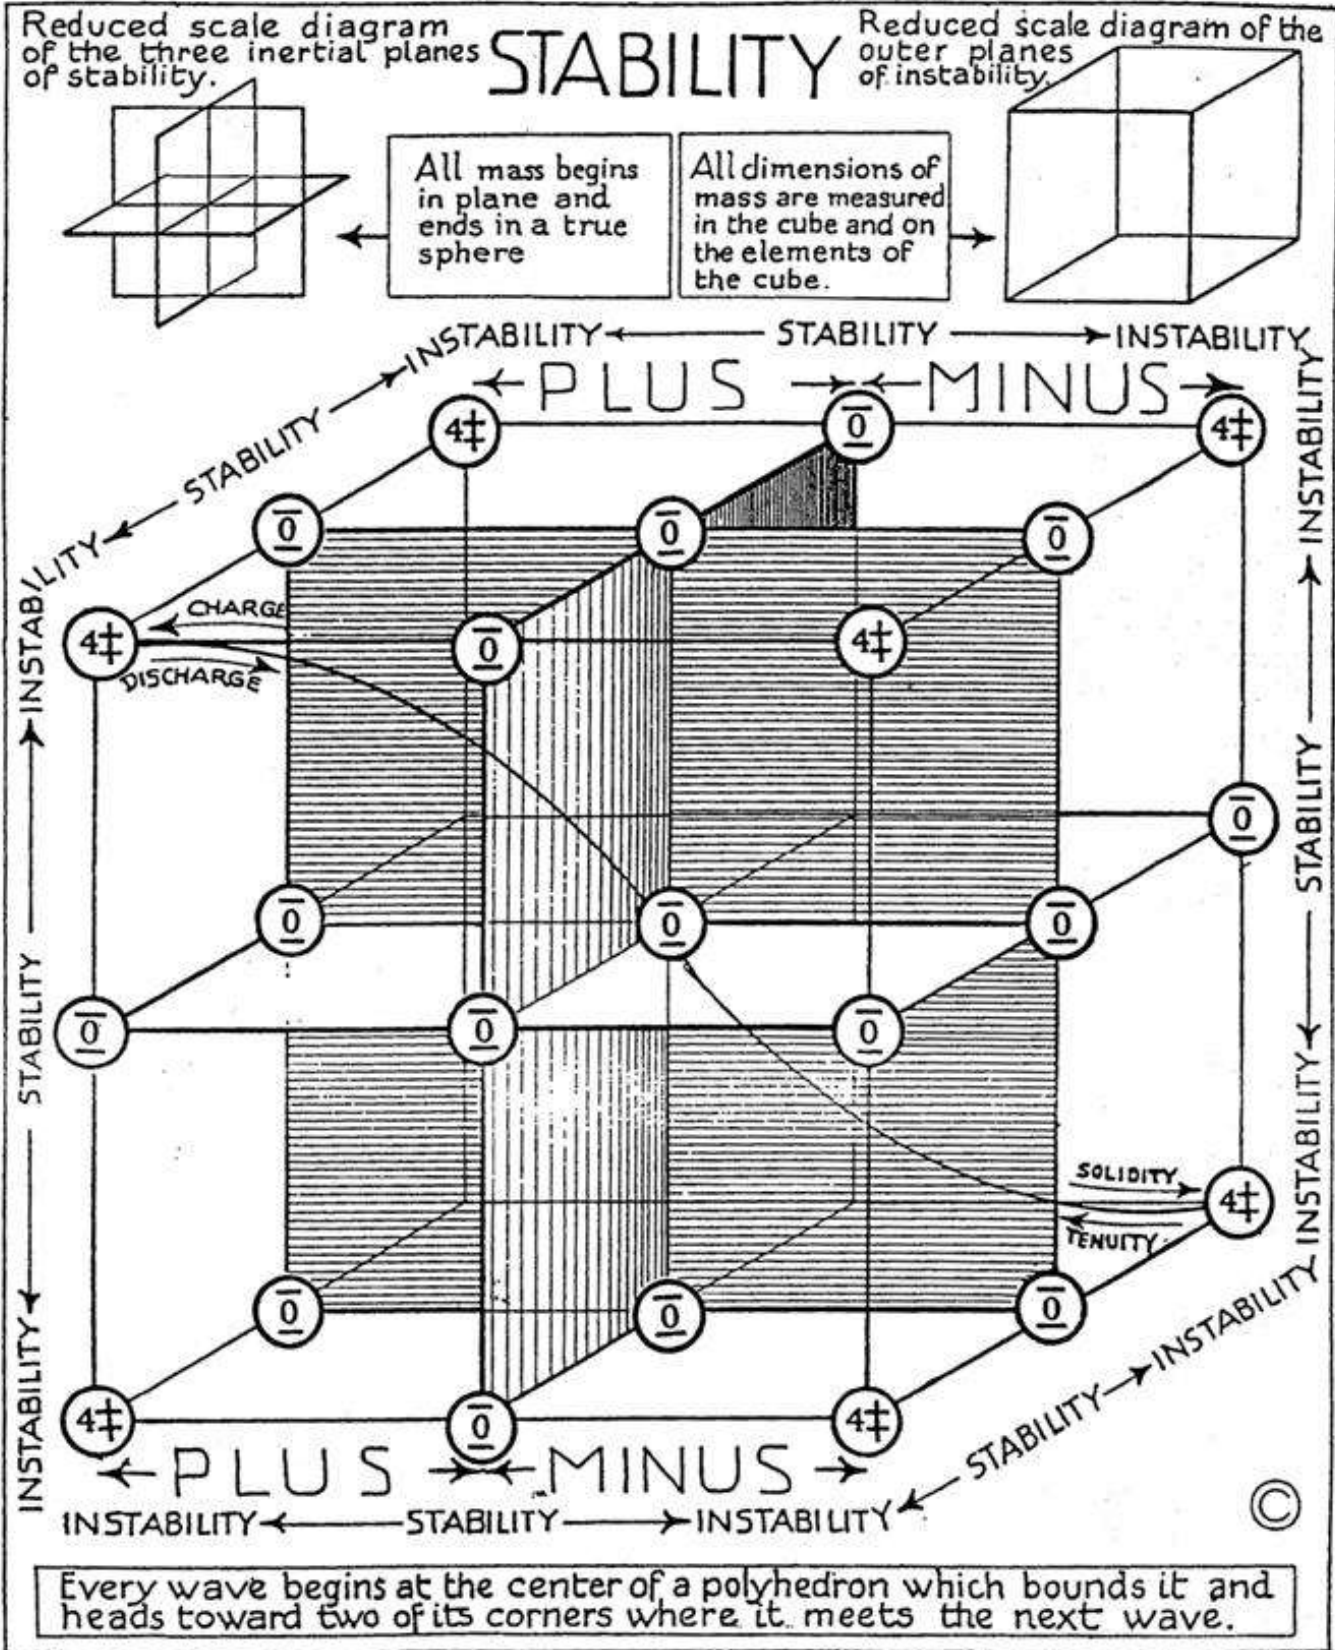 Reduced scale diagram
of the three inertial planes
of stability.
STABILITY
Reduced scale diagram of the
outer planes
of instability.
All mass begins
in plane and
ends in a true
sphere
All dimensions of
mass are measured
in the cube and on
the elements of
the cube.
INSTABILITY STABILITY INSTABILITY
PLUS MINUS
INSTABILITY STABILITY
4‡ 0 4‡
0 0 0
CHARGE
4‡ 0 4‡
DISCHARGE
INSTABILITY STABILITY INSTABILITY
INSTABILITY STABILITY INSTABILITY
0
0 0 0
0 0 0
SOLIDITY
4‡
TENUITY
0 0 0
4‡ 0 4‡
PLUS MINUS
STABILITY INSTABILITY
INSTABILITY STABILITY INSTABILITY
©
Every wave begins at the center of a polyhedron which bounds it and
heads toward two of its corners where it meets the next wave.